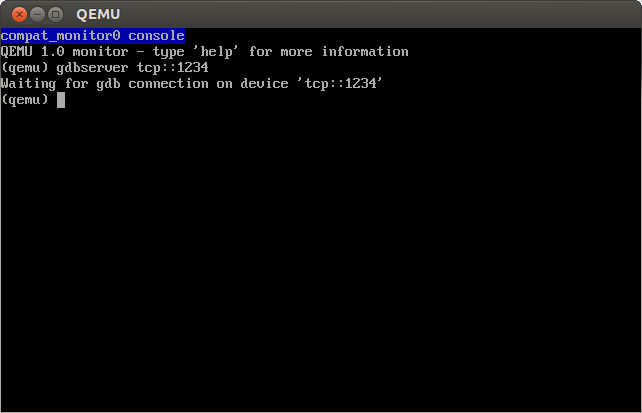 QEMU
compat_monitor0 console
QEMU 1.0 monitor - type 'help' for more information
(qemu) gdbserver tcp::1234
Waiting for gdb connection on device 'tcp::1234'
(qemu)